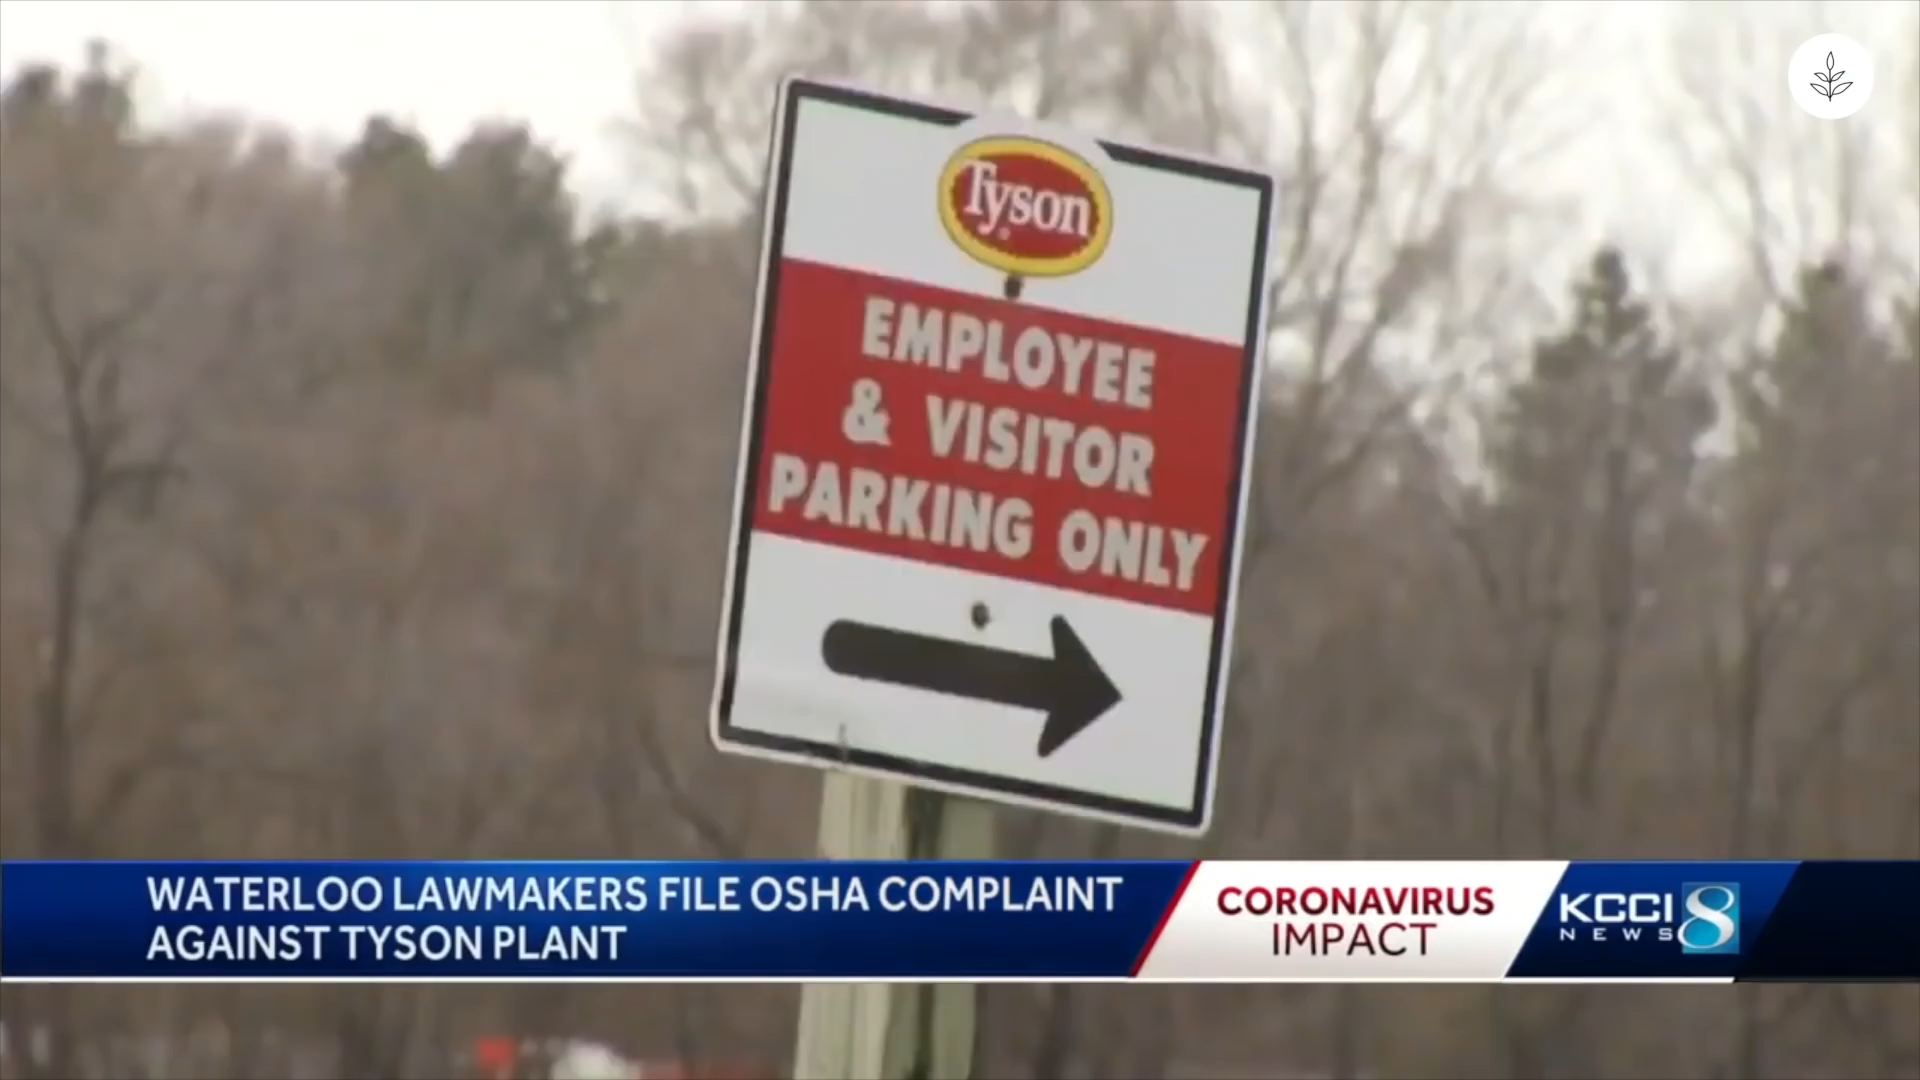 Tyson
EMPLOYEE
& VISITOR
PARKING ONLY
WATERLOO LAWMAKERS FILE OSHA COMPLAINT
AGAINST TYSON PLANT
CORONAVIRUS
IMPACT
KCCI 8
NEWS